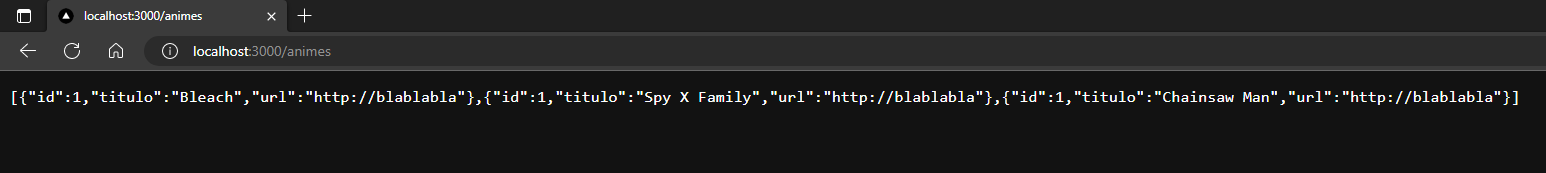 localhost:3000/animes
localhost:3000/animes
[{"id":1,"titulo":"Bleach","url":"http://blablabla"},{"id":1,"titulo":"Spy X Family","url":"http://blablabla"},{"id":1,"titulo":"Chainsaw Man","url":"http://blablabla"}]